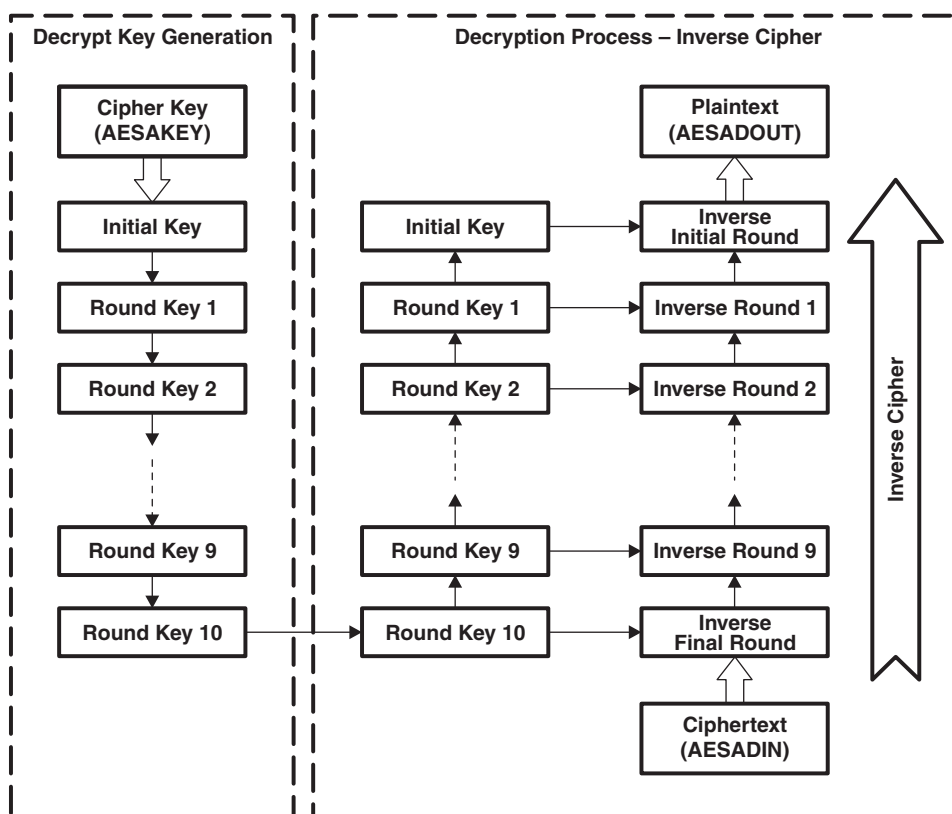 Decrypt Key Generation
Cipher Key
(AESAKEY)
Initial Key
Round Key 1
Round Key 2
Round Key 9
Round Key 10
Decryption Process – Inverse Cipher
Initial Key
Round Key 1
Round Key 2
Round Key 9
Round Key 10
Plaintext
(AESADOUT)
Inverse
Initial Round
Inverse Round 1
Inverse Round 2
Inverse Round 9
Inverse
Final Round
Ciphertext
(AESADIN)
Inverse Cipher